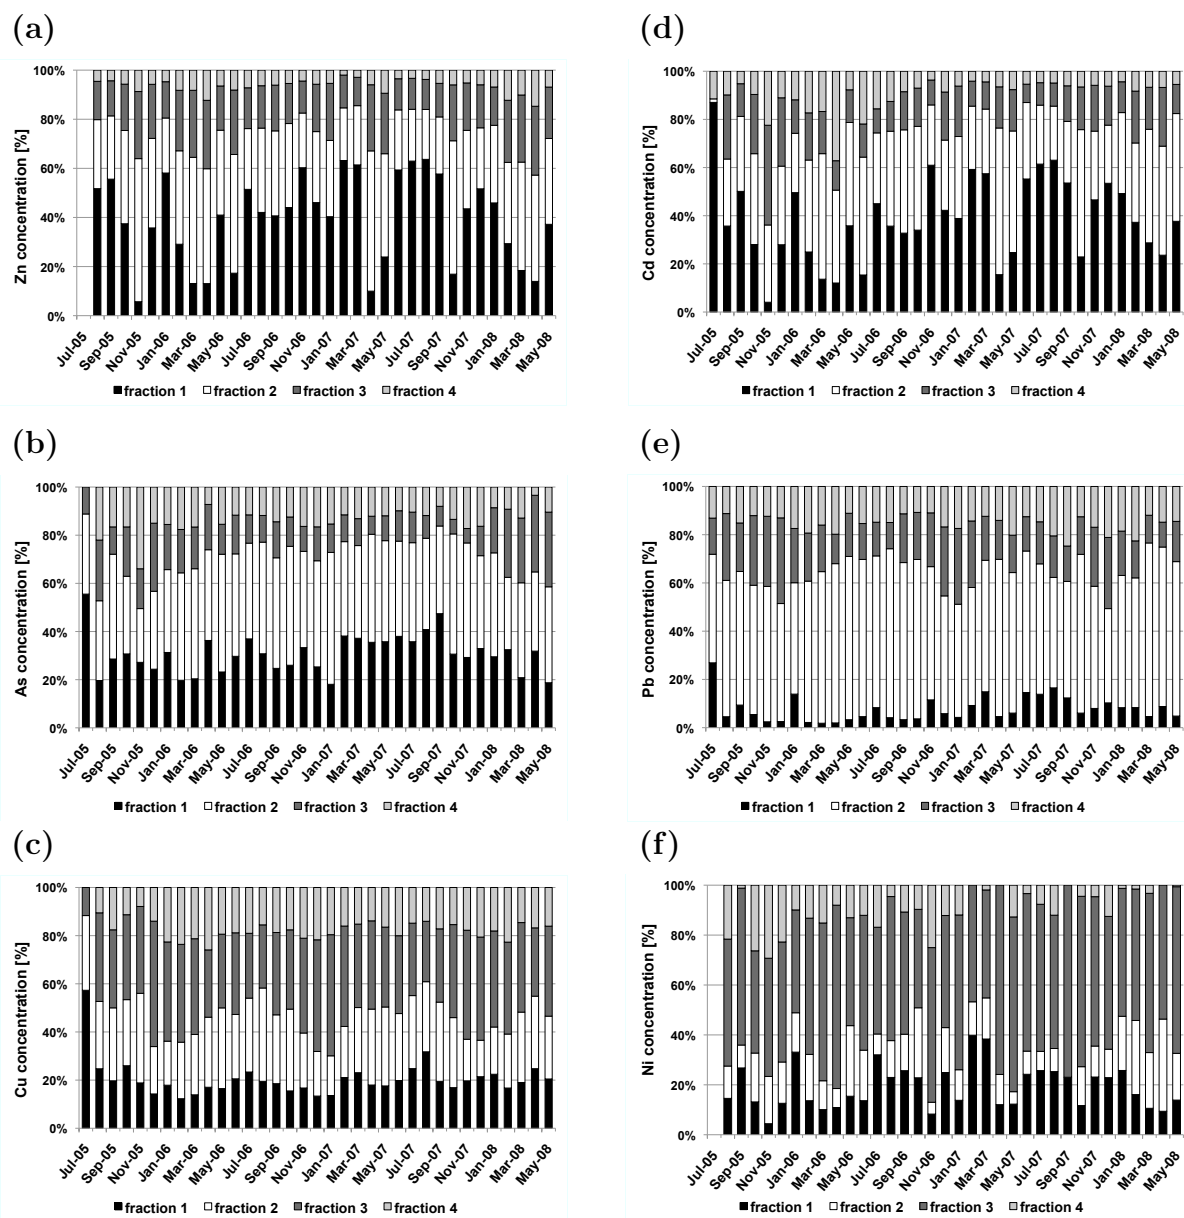 (a)
Zn concentration [%]
100%
80%
60%
40%
20%
0%
Jul-05 Sep-05 Nov-05 Jan-06 Mar-06 May-06 Jul-06 Sep-06 Nov-06 Jan-07 Mar-07 May-07 Jul-07 Sep-07 Nov-07 Jan-08 Mar-08 May-08
fraction 1 fraction 2 fraction 3 fraction 4
(d)
Cd concentration [%]
100%
80%
60%
40%
20%
0%
Jul-05 Sep-05 Nov-05 Jan-06 Mar-06 May-06 Jul-06 Sep-06 Nov-06 Jan-07 Mar-07 May-07 Jul-07 Sep-07 Nov-07 Jan-08 Mar-08 May-08
fraction 1 fraction 2 fraction 3 fraction 4
(b)
As concentration [%]
100%
80%
60%
40%
20%
0%
Jul-05 Sep-05 Nov-05 Jan-06 Mar-06 May-06 Jul-06 Sep-06 Nov-06 Jan-07 Mar-07 May-07 Jul-07 Sep-07 Nov-07 Jan-08 Mar-08 May-08
fraction 1 fraction 2 fraction 3 fraction 4
(e)
Pb concentration [%]
100%
80%
60%
40%
20%
0%
Jul-05 Sep-05 Nov-05 Jan-06 Mar-06 May-06 Jul-06 Sep-06 Nov-06 Jan-07 Mar-07 May-07 Jul-07 Sep-07 Nov-07 Jan-08 Mar-08 May-08
fraction 1 fraction 2 fraction 3 fraction 4
(c)
Cu concentration [%]
100%
80%
60%
40%
20%
0%
Jul-05 Sep-05 Nov-05 Jan-06 Mar-06 May-06 Jul-06 Sep-06 Nov-06 Jan-07 Mar-07 May-07 Jul-07 Sep-07 Nov-07 Jan-08 Mar-08 May-08
fraction 1 fraction 2 fraction 3 fraction 4
(f)
Ni concentration [%]
100%
80%
60%
40%
20%
0%
Jul-05 Sep-05 Nov-05 Jan-06 Mar-06 May-06 Jul-06 Sep-06 Nov-06 Jan-07 Mar-07 May-07 Jul-07 Sep-07 Nov-07 Jan-08 Mar-08 May-08
fraction 1 fraction 2 fraction 3 fraction 4